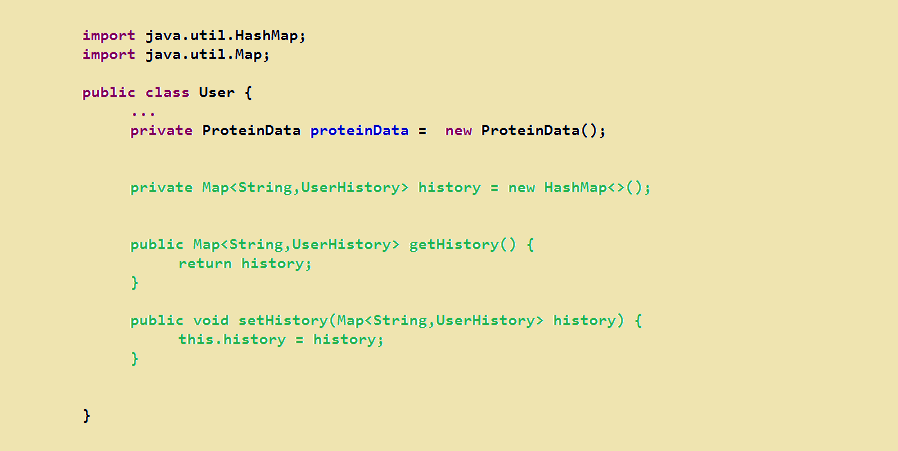 import java.util.HashMap;
import java.util.Map;
public class User {
...
private ProteinData proteinData =  new ProteinData();
private Map<String,UserHistory> history = new HashMap<>();
public Map<String,UserHistory> getHistory() {
return history;
}
public void setHistory(Map<String,UserHistory> history) {
this.history = history;
}
}